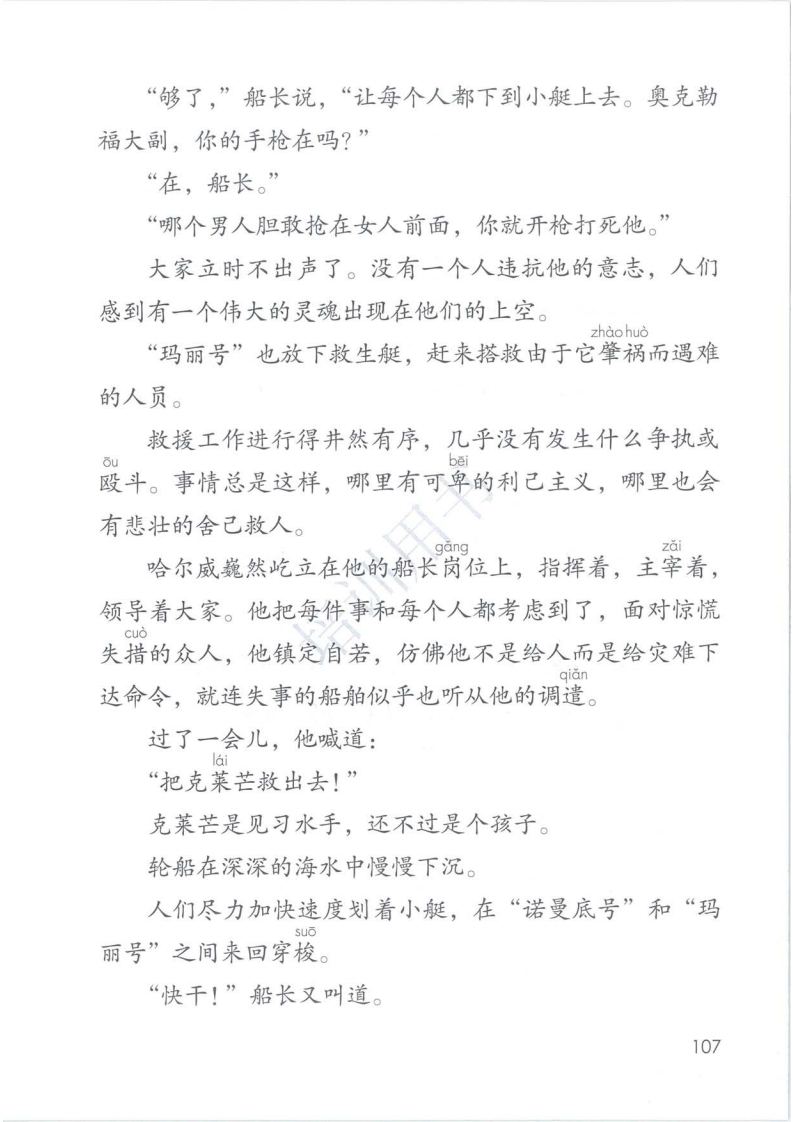 “够了，”船长说，“让每个人都下到小艇上去。奥克勒
福大副，你的手枪在吗？”
“在，船长。”
“哪个男人胆敢抢在女人前面，你就开枪打死他。”
大家立时不出声了。没有一个人违抗他的意志，人们
感到有一个伟大的灵魂出现在他们的上空。
zhào huò
“玛丽号”也放下救生艇，赶来搭救由于它肇祸而遇难
的人员。
救援工作进行得井然有序，几乎没有发生什么争执或
ōu bēi
殴斗。事情总是这样，哪里有可卑的利己主义，哪里也会
有悲壮的舍己救人。
gǎng zǎi
哈尔威巍然屹立在他的船长岗位上，指挥着，主宰着，
领导着大家。他把每件事和每个人都考虑到了，面对惊慌
cuò
失措的众人，他镇定自若，仿佛他不是给人而是给灾难下
qiǎn
达命令，就连失事的船舶似乎也听从他的调遣。
过了一会儿，他喊道：
lái
“把克莱芒救出去！”
克莱芒是见习水手，还不过是个孩子。
轮船在深深的海水中慢慢下沉。
人们尽力加快速度划着小艇，在“诺曼底号”和“玛
suō
丽号”之间来回穿梭。
“快干！”船长又叫道。
107
培训用书